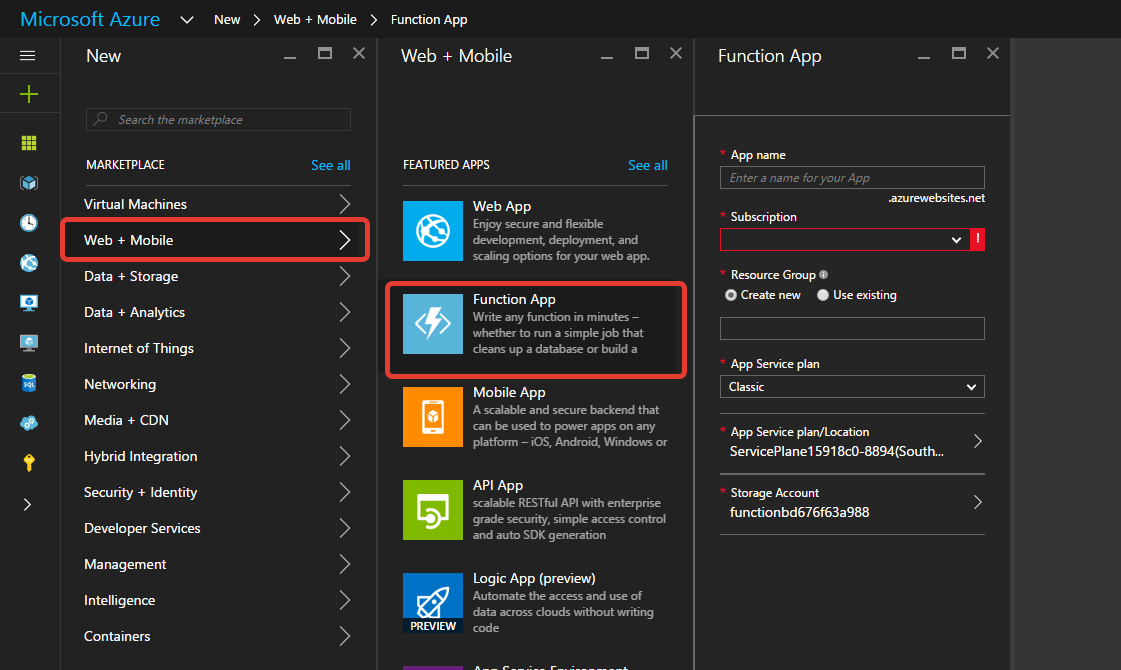 Microsoft Azure
New
Web + Mobile
Function App
New
Search the marketplace
MARKETPLACE
See all
Virtual Machines
Web + Mobile
Data + Storage
Data + Analytics
Internet of Things
Networking
Media + CDN
Hybrid Integration
Security + Identity
Developer Services
Management
Intelligence
Containers
SQL
Web + Mobile
FEATURED APPS
See all
Web App
Enjoy secure and flexible
development, deployment, and
scaling options for your web app.
Function App
Write any function in minutes –
whether to run a simple job that
cleans up a database or build a
Mobile App
A scalable and secure backend that
can be used to power apps on any
platform – iOS, Android, Windows or
API App
scalable RESTful API with enterprise
grade security, simple access control
and auto SDK generation
Logic App (preview)
Automate the access and use of
data across clouds without writing
code
PREVIEW
App Service Environment
Function App
* App name
Enter a name for your App
.azurewebsites.net
* Subscription
!
* Resource Group
Create new
Use existing
* App Service plan
Classic
* App Service plan/Location
ServicePlane15918c0-8894(South...
* Storage Account
functionbd676f63a988